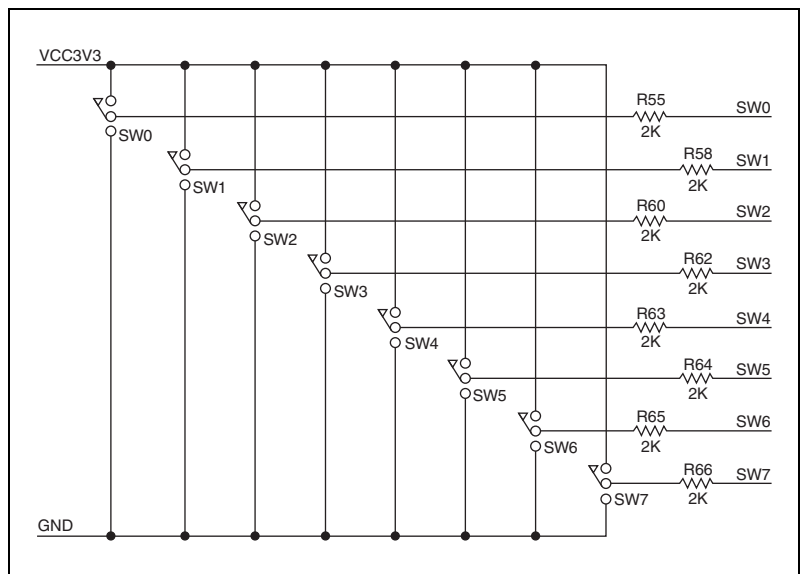 VCC3V3
R55
SW0
2K
SW0
R58
SW1
2K
SW1
R60
SW2
2K
SW2
R62
SW3
2K
SW3
R63
SW4
2K
SW4
R64
SW5
2K
SW5
R65
SW6
2K
SW6
R66
SW7
2K
SW7
GND